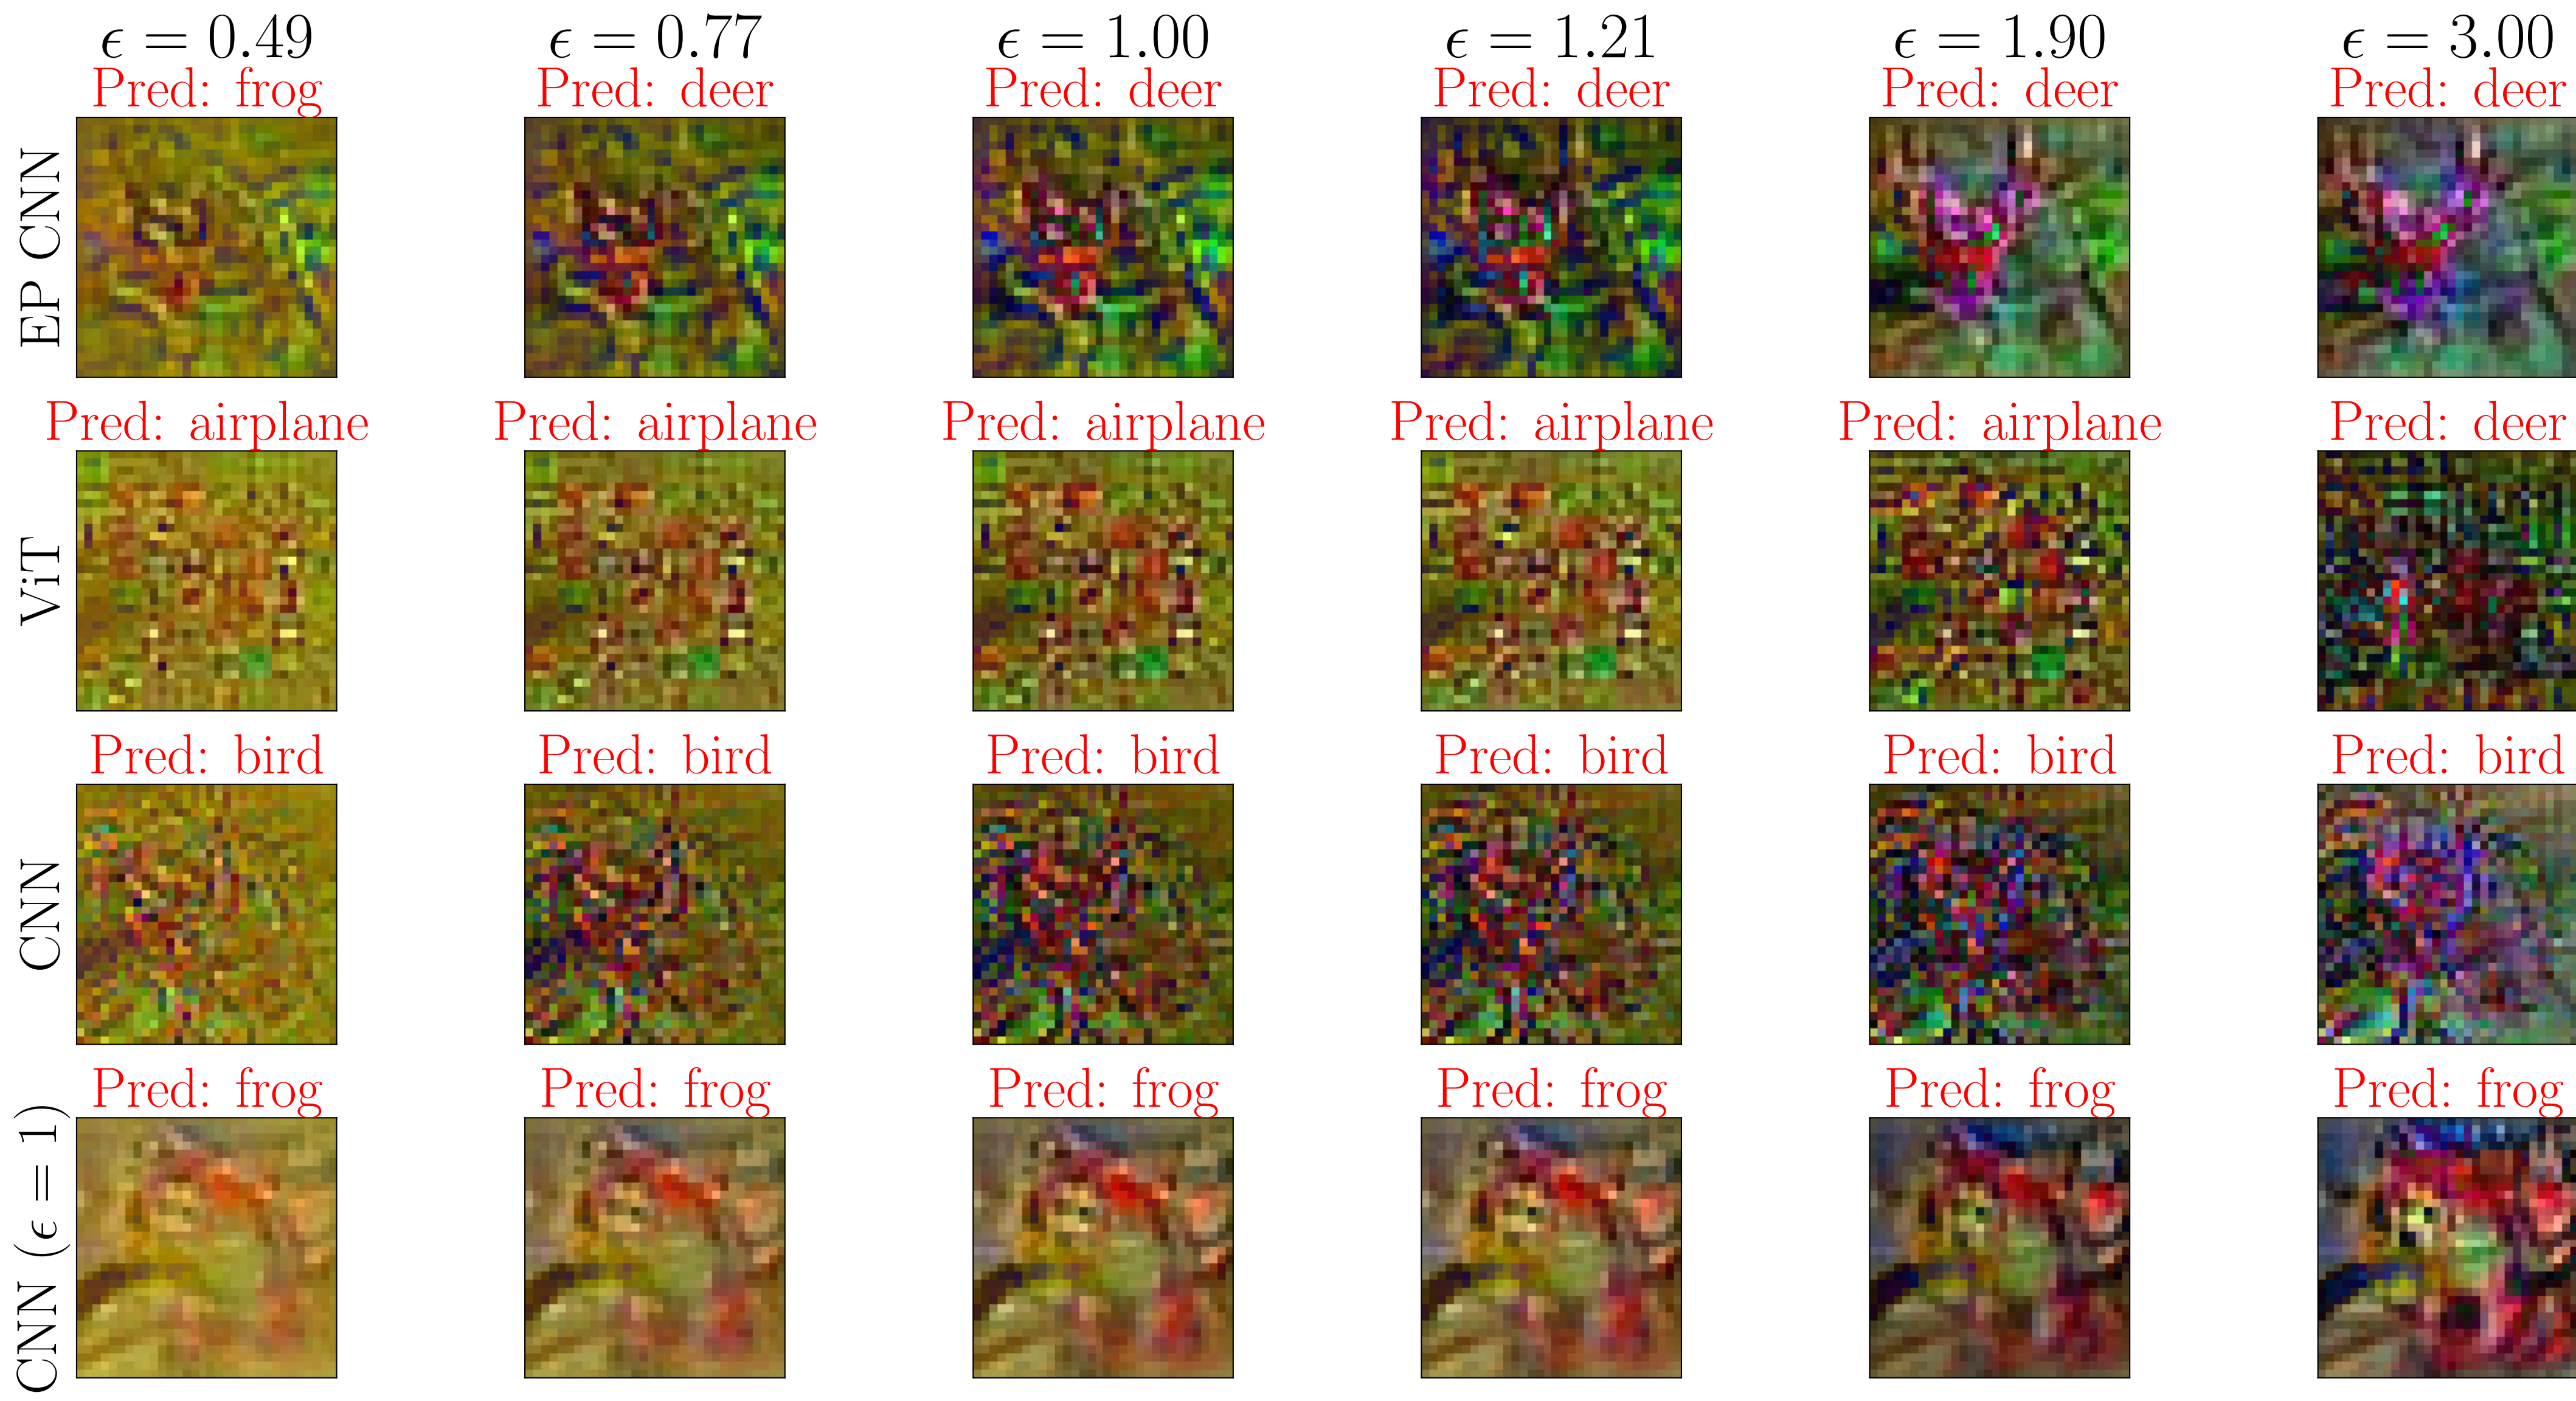 ϵ = 0.49 ϵ = 0.77 ϵ = 1.00 ϵ = 1.21 ϵ = 1.90 ϵ = 3.00
Pred: frog Pred: deer Pred: deer Pred: deer Pred: deer Pred: deer
EP CNN
Pred: airplane Pred: airplane Pred: airplane Pred: airplane Pred: airplane Pred: deer
ViT
Pred: bird Pred: bird Pred: bird Pred: bird Pred: bird Pred: bird
CNN
Pred: frog Pred: frog Pred: frog Pred: frog Pred: frog Pred: frog
CNN (ϵ = 1)